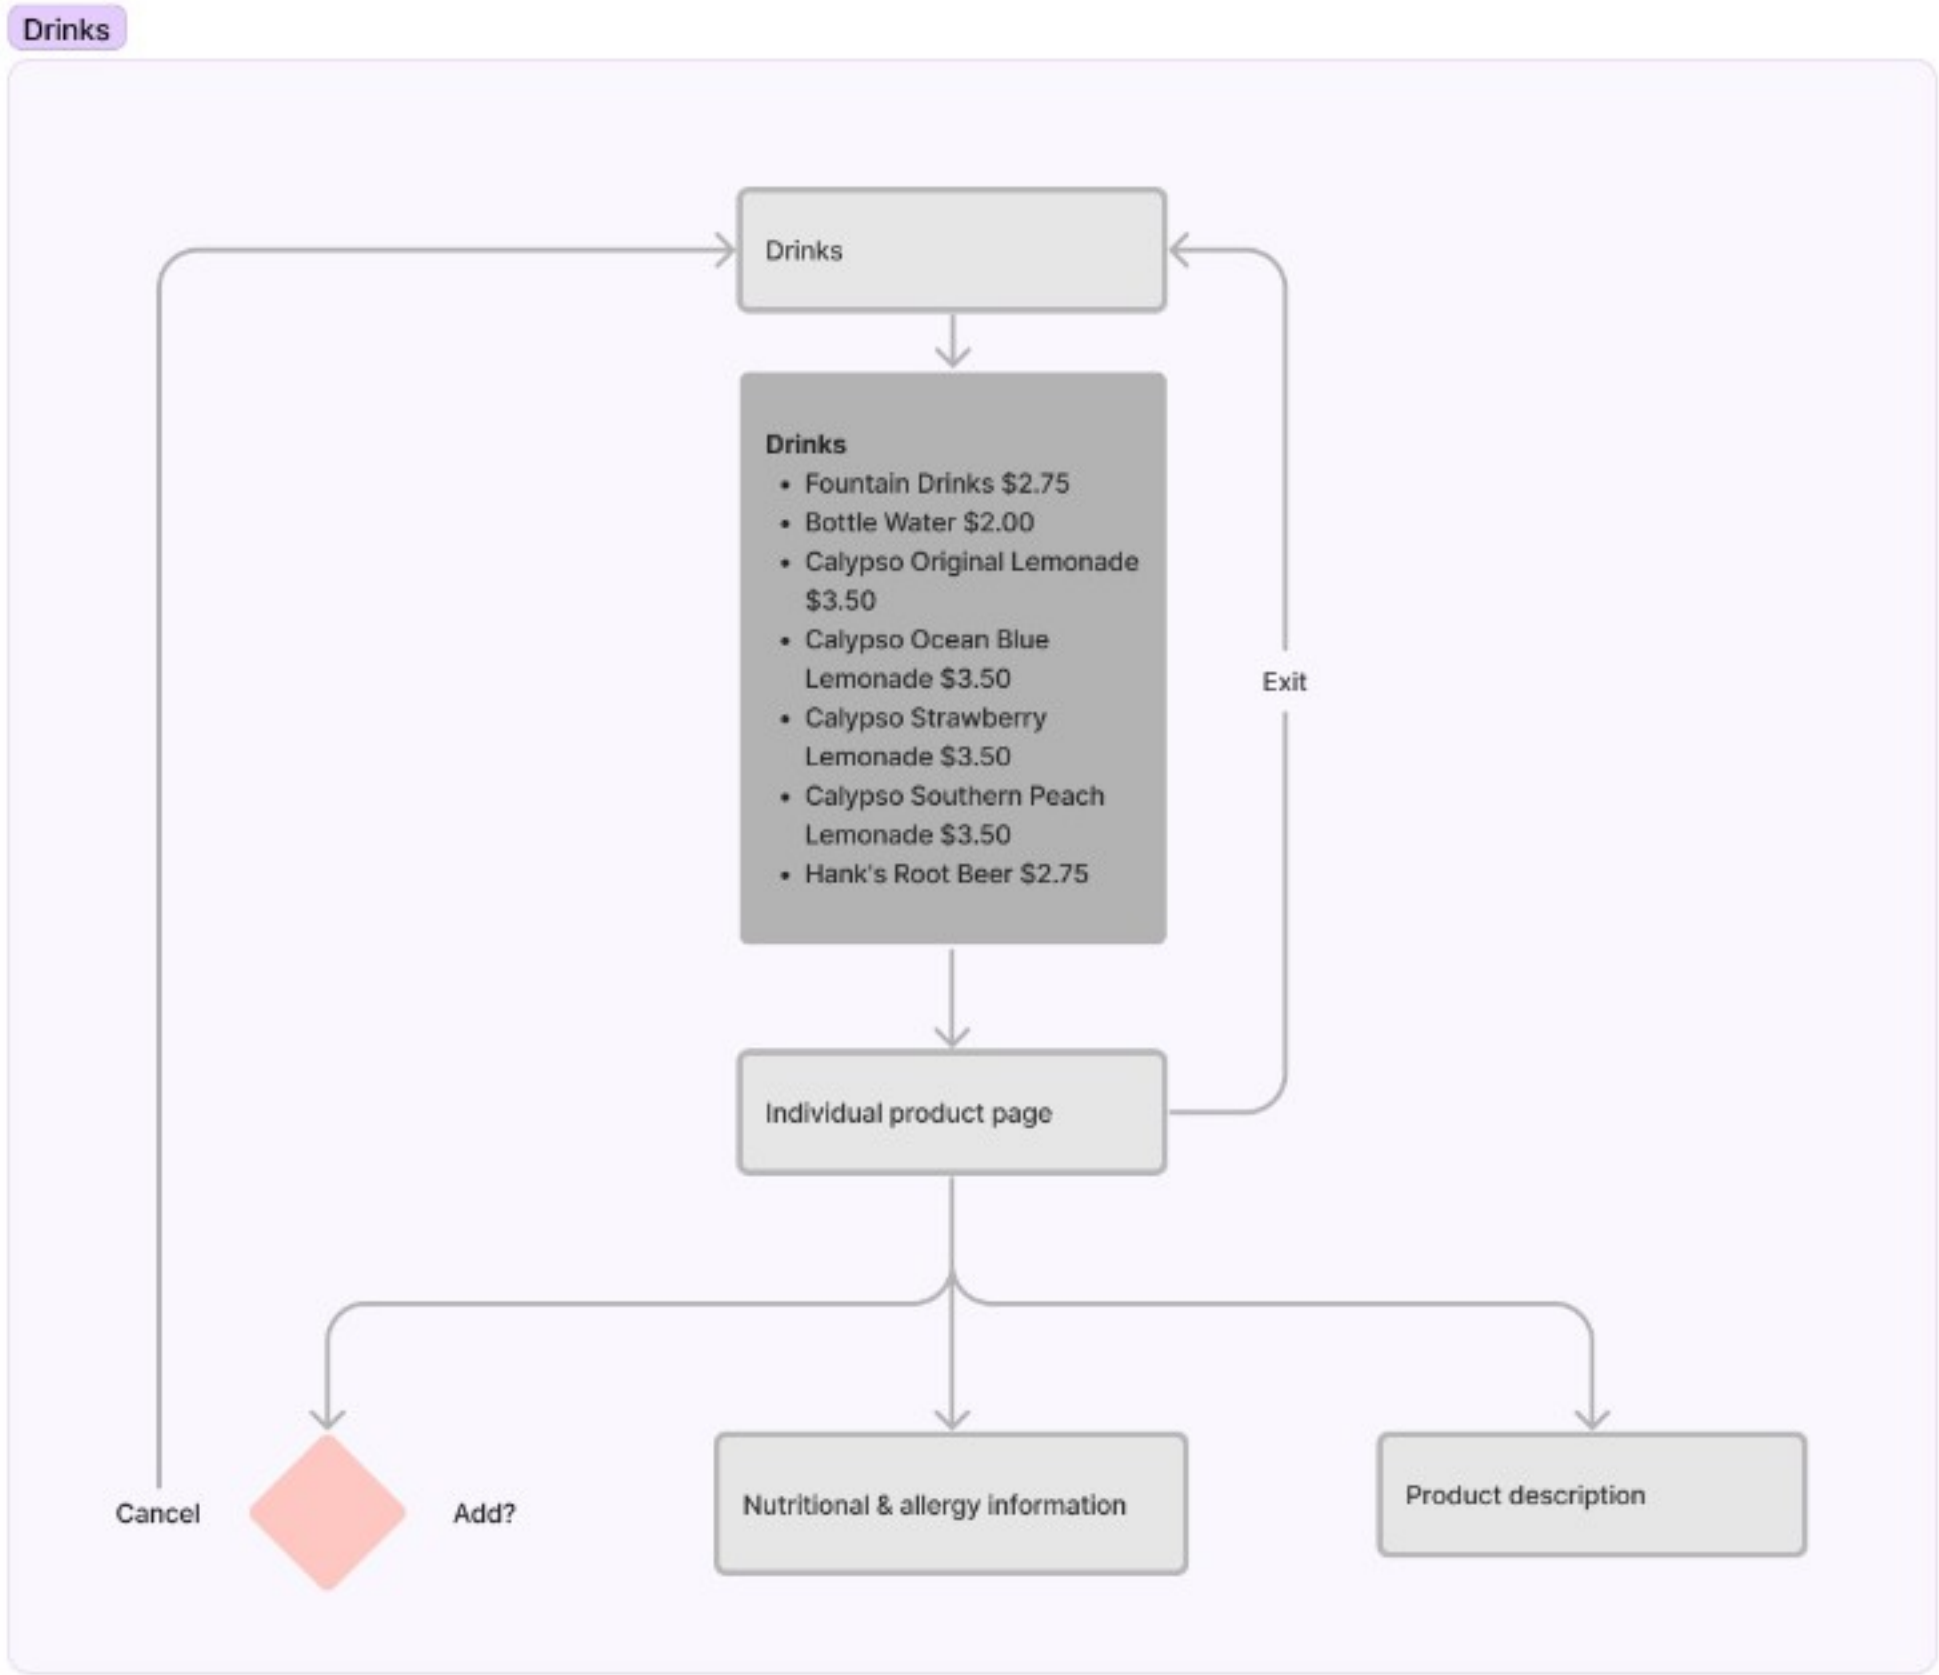 Drinks
Drinks
Drinks
• Fountain Drinks $2.75
• Bottle Water $2.00
• Calypso Original Lemonade
$3.50
• Calypso Ocean Blue
Lemonade $3.50
• Calypso Strawberry
Lemonade $3.50
• Calypso Southern Peach
Lemonade $3.50
• Hank's Root Beer $2.75
Exit
Individual product page
Cancel
Add?
Nutritional & allergy information
Product description